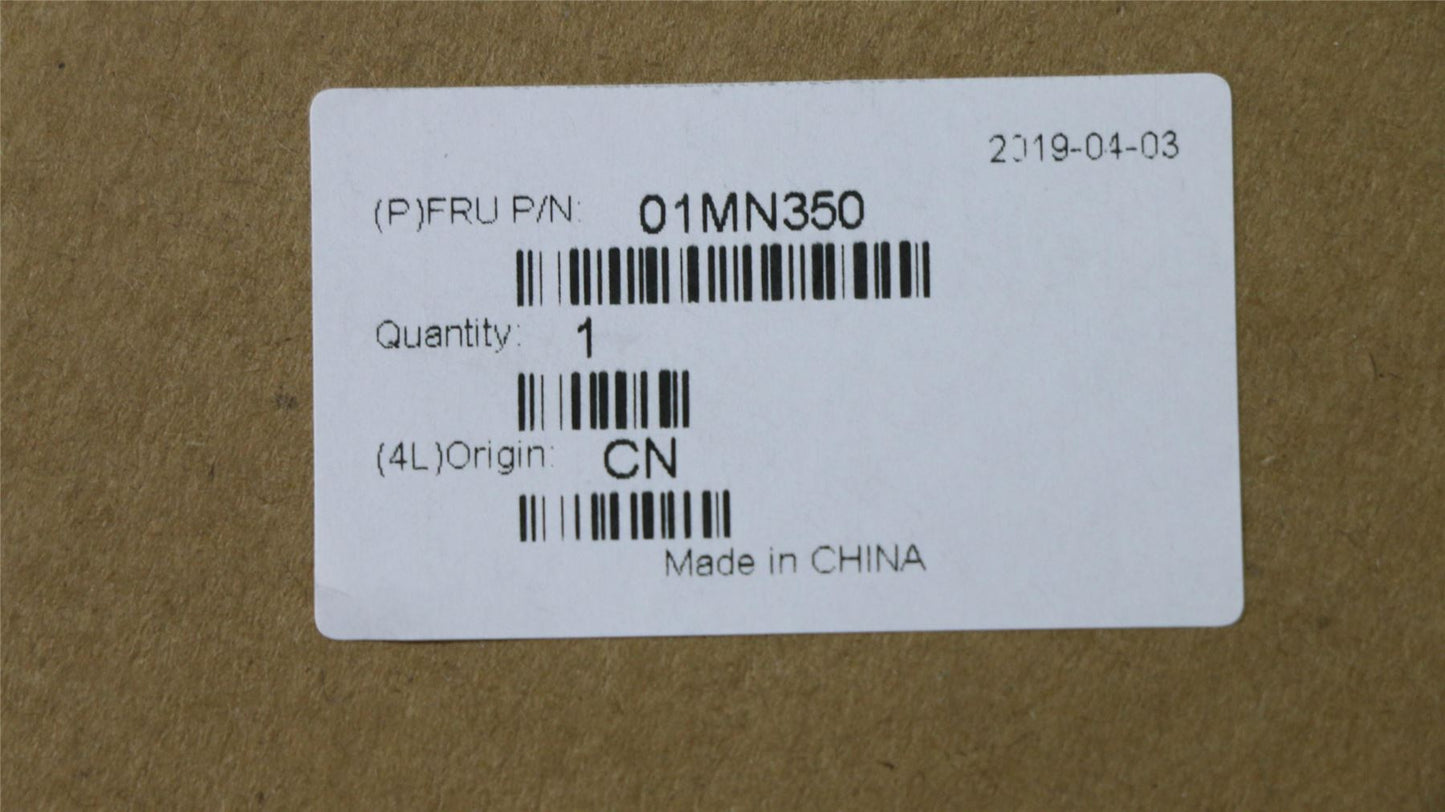 2019-04-03
(P)FRU P/N: 01MN350
Quantity: 1
(4L)Origin: CN
Made in CHINA